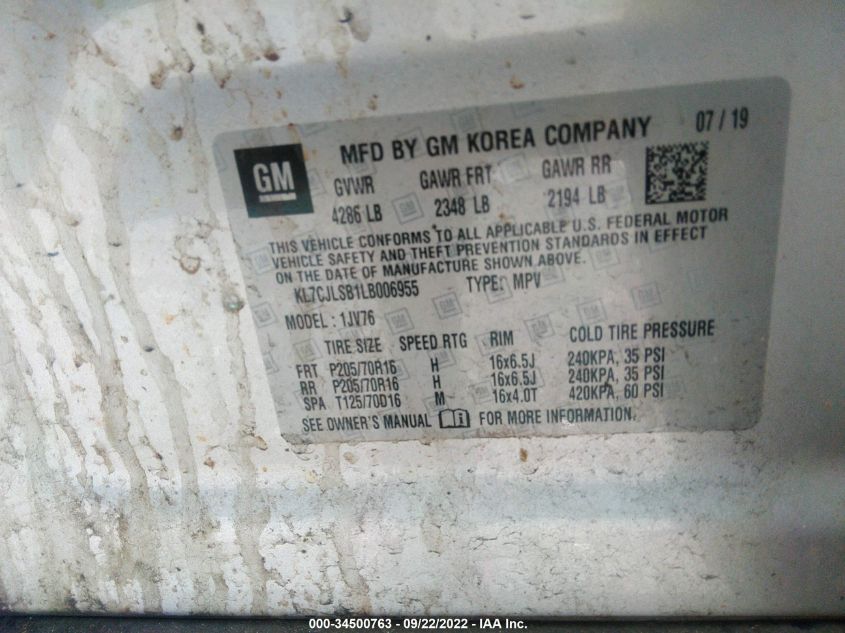 MFD BY GM KOREA COMPANY 07 / 19
GM
GVWR GAWR FRT GAWR RR
4286 LB 2348 LB 2194 LB
THIS VEHICLE CONFORMS TO ALL APPLICABLE U.S. FEDERAL MOTOR
VEHICLE SAFETY AND THEFT PREVENTION STANDARDS IN EFFECT
ON THE DATE OF MANUFACTURE SHOWN ABOVE.
KL7CJLSB1LB006955 TYPE: MPV
MODEL: 1JV76
TIRE SIZE SPEED RTG RIM COLD TIRE PRESSURE
FRT P205/70R16 H 16x6.5J 240KPA, 35 PSI
RR P205/70R16 H 16x6.5J 240KPA, 35 PSI
SPA T125/70D16 M 16x4.0T 420KPA, 60 PSI
SEE OWNER'S MANUAL FOR MORE INFORMATION.
000-34500763 - 09/22/2022 - IAA Inc.